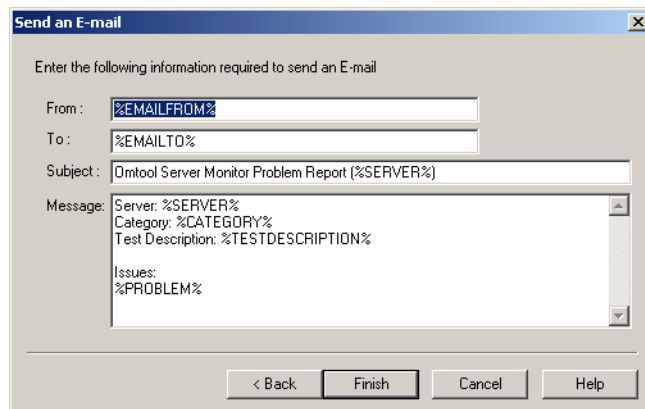 Send an E-mail
Enter the following information required to send an E-mail
From : %EMAILFROM%
To : %EMAILTO%
Subject : Omtool Server Monitor Problem Report (%SERVER%)
Message: Server: %SERVER%
Category: %CATEGORY%
Test Description: %TESTDESCRIPTION%
Issues:
%PROBLEM%
< Back Finish Cancel Help